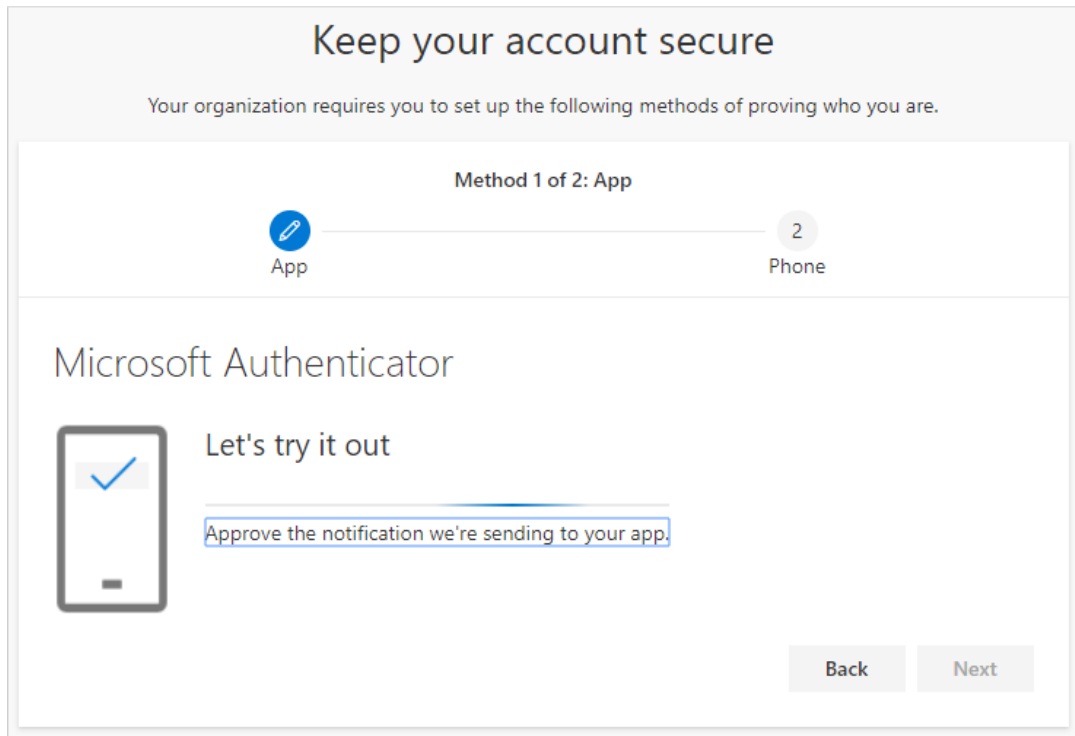 Keep your account secure
Your organization requires you to set up the following methods of proving who you are.
Method 1 of 2: App
2
App
Phone
Microsoft Authenticator
Let's try it out
Approve the notification we're sending to your app.
Back
Next